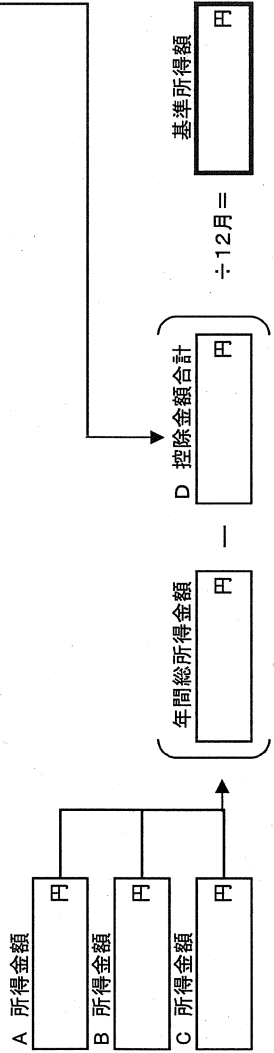 A 所得金額
円
B 所得金額
円
C 所得金額
円
年間総所得金額
円
－
D 控除金額合計
円
÷12月＝
基準所得額
円